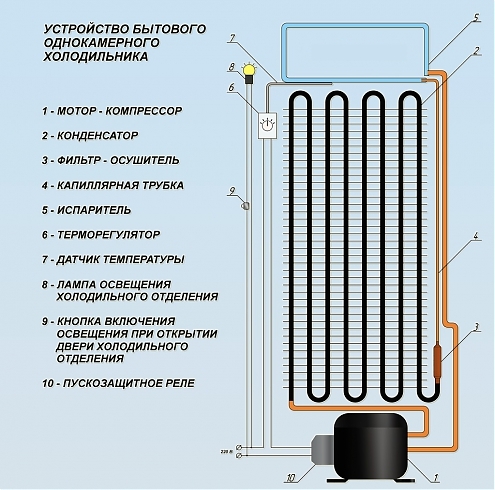 УСТРОЙСТВО БЫТОВОГО
ОДНОКАМЕРНОГО
ХОЛОДИЛЬНИКА
1 - МОТОР - КОМПРЕССОР
2 - КОНДЕНСАТОР
3 - ФИЛЬТР - ОСУШИТЕЛЬ
4 - КАПИЛЛЯРНАЯ ТРУБКА
5 - ИСПАРИТЕЛЬ
6 - ТЕРМОРЕГУЛЯТОР
7 - ДАТЧИК ТЕМПЕРАТУРЫ
8 - ЛАМПА ОСВЕЩЕНИЯ
ХОЛОДИЛЬНОГО ОТДЕЛЕНИЯ
9 - КНОПКА ВКЛЮЧЕНИЯ
ОСВЕЩЕНИЯ ПРИ ОТКРЫТИИ
ДВЕРИ ХОЛОДИЛЬНОГО
ОТДЕЛЕНИЯ
10 - ПУСКОЗАЩИТНОЕ РЕЛЕ
7
8
6
9
5
2
4
3
220 В
10
1